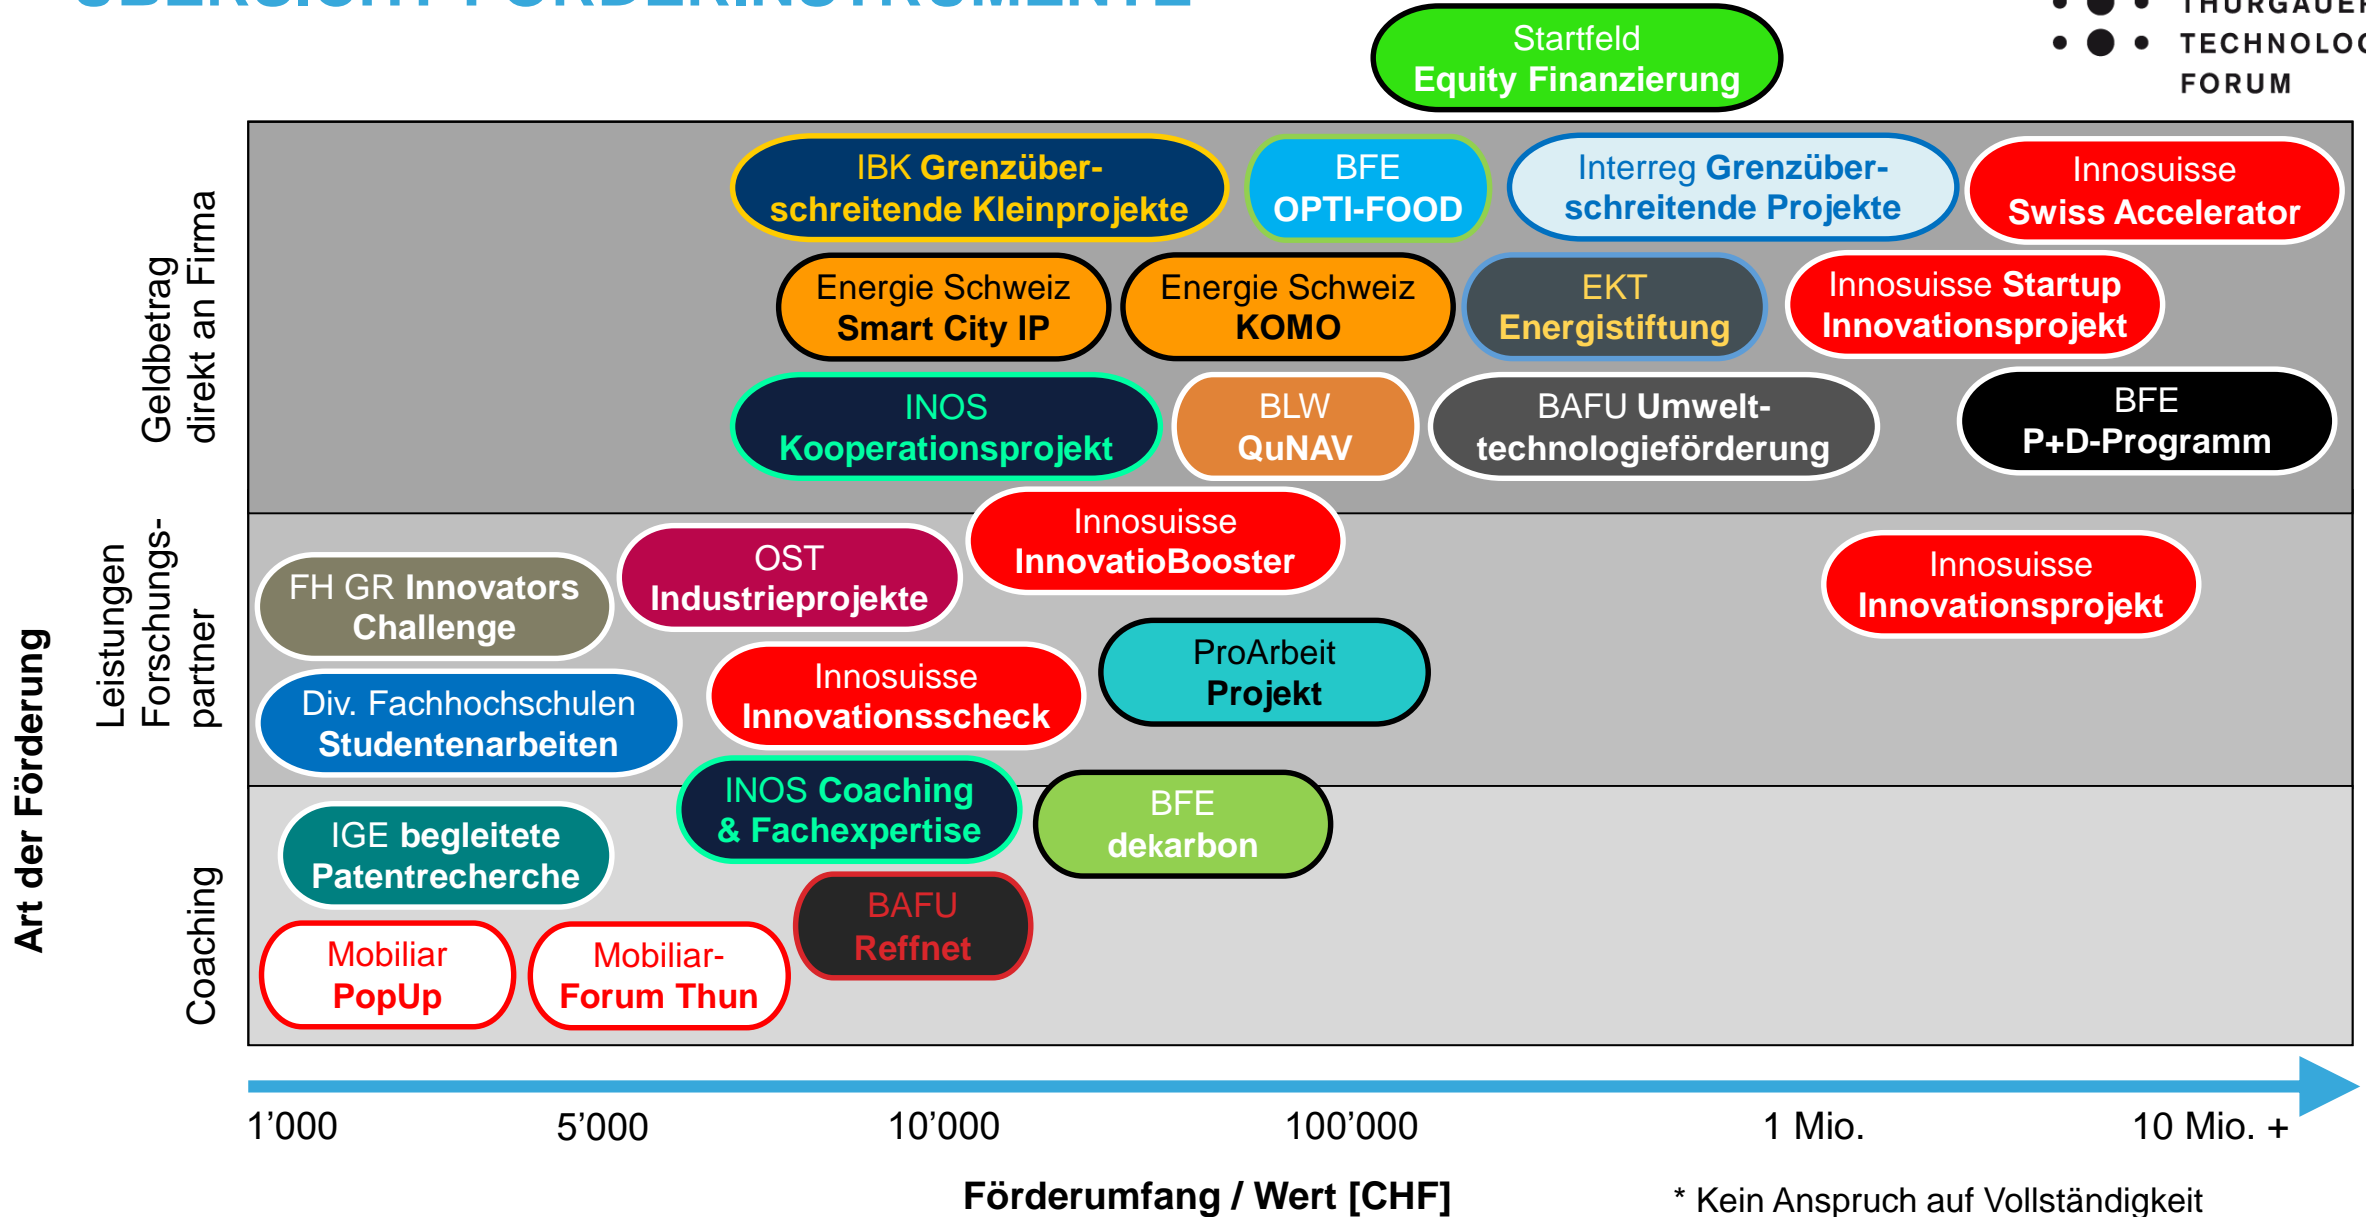 ÜBERSICHT FÖRDERINSTRUMENTE
THURGAUER
TECHNOLOG
FORUM
Startfeld
Equity Finanzierung
Geldbetrag
direkt an Firma
IBK Grenzüber-
schreitende Kleinprojekte
BFE
OPTI-FOOD
Interreg Grenzüber-
schreitende Projekte
Innosuisse
Swiss Accelerator
Energie Schweiz
Smart City IP
Energie Schweiz
KOMO
EKT
Energistiftung
Innosuisse Startup
Innovationsprojekt
INOS
Kooperationsprojekt
BLW
QuNAV
BAFU Umwelt-
technologieförderung
BFE
P+D-Programm
Art der Förderung
Leistungen
Forschungs-
partner
Innosuisse
InnovatioBooster
OST
Industrieprojekte
FH GR Innovators
Challenge
Innosuisse
Innovationsprojekt
ProArbeit
Projekt
Innosuisse
Innovationsscheck
Div. Fachhochschulen
Studentenarbeiten
Coaching
INOS Coaching
& Fachexpertise
BFE
dekarbon
IGE begleitete
Patentrecherche
BAFU
Reffnet
Mobiliar
PopUp
Mobiliar-
Forum Thun
1’000 5’000 10’000 100’000 1 Mio. 10 Mio. +
Förderumfang / Wert [CHF]
* Kein Anspruch auf Vollständigkeit